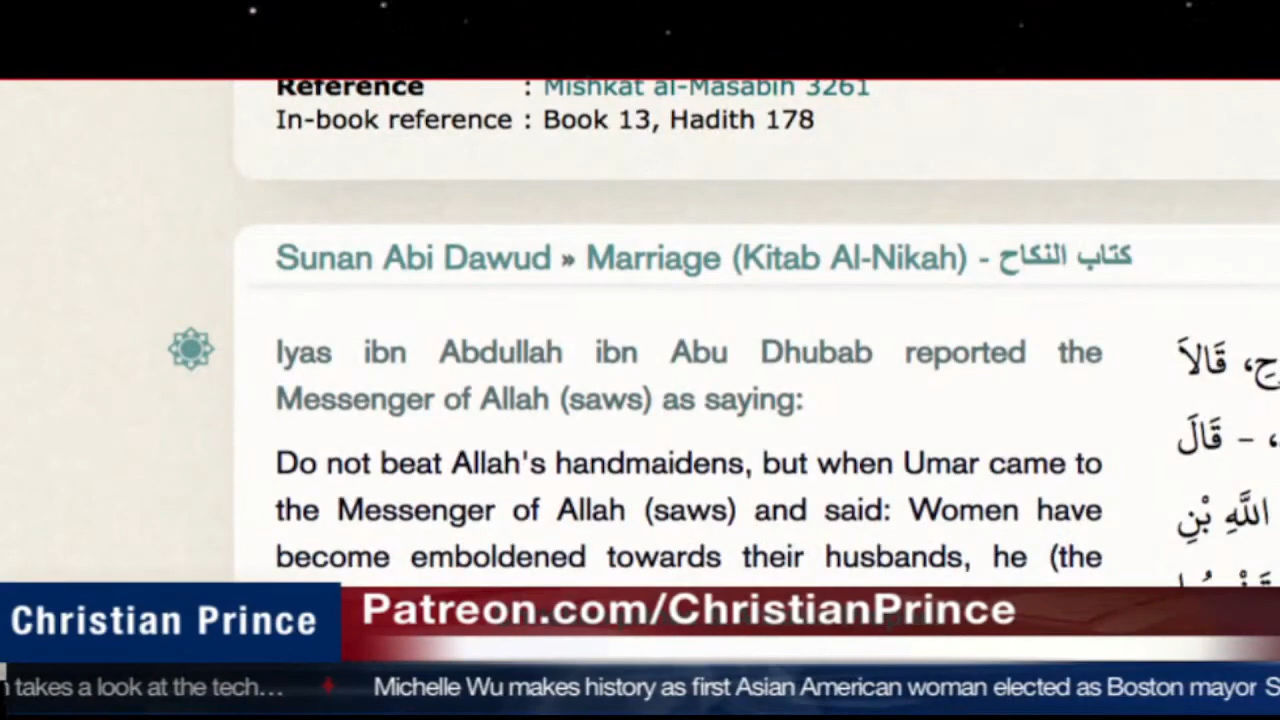 Reference : Mishkat al-Masabih 3261
In-book reference : Book 13, Hadith 178
Sunan Abi Dawud » Marriage (Kitab Al-Nikah) - كتاب النكاح
Iyas ibn Abdullah ibn Abu Dhubab reported the
Messenger of Allah (saws) as saying:
Do not beat Allah's handmaidens, but when Umar came to
the Messenger of Allah (saws) and said: Women have
become emboldened towards their husbands, he (the
قَالاَ
قَالَ -
اللَّهِ بْنِ
Christian Prince
Patreon.com/ChristianPrince
takes a look at the tech... Michelle Wu makes history as first Asian American woman elected as Boston mayor S